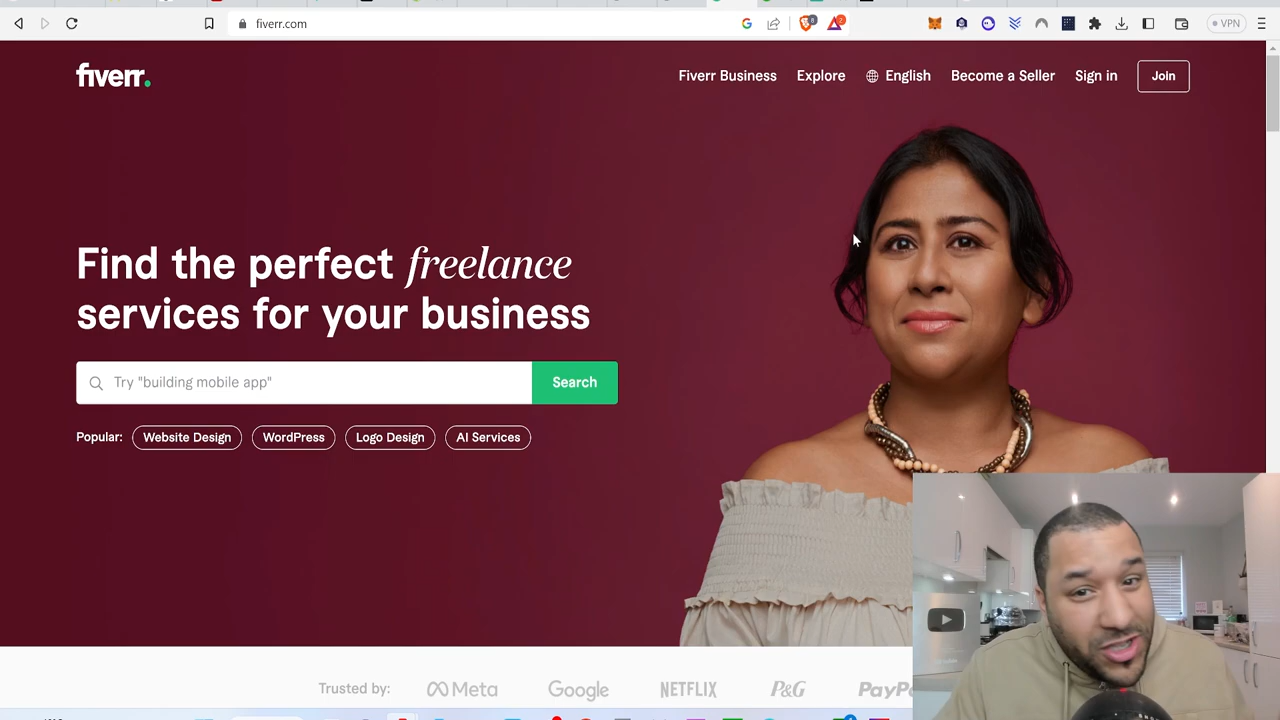 fiverr.com
VPN
fiverr.
Fiverr Business
Explore
English
Become a Seller
Sign in
Join
Find the perfect freelance
services for your business
Try "building mobile app"
Search
Popular:
Website Design
WordPress
Logo Design
AI Services
Trusted by:
Meta
Google
NETFLIX
P&G